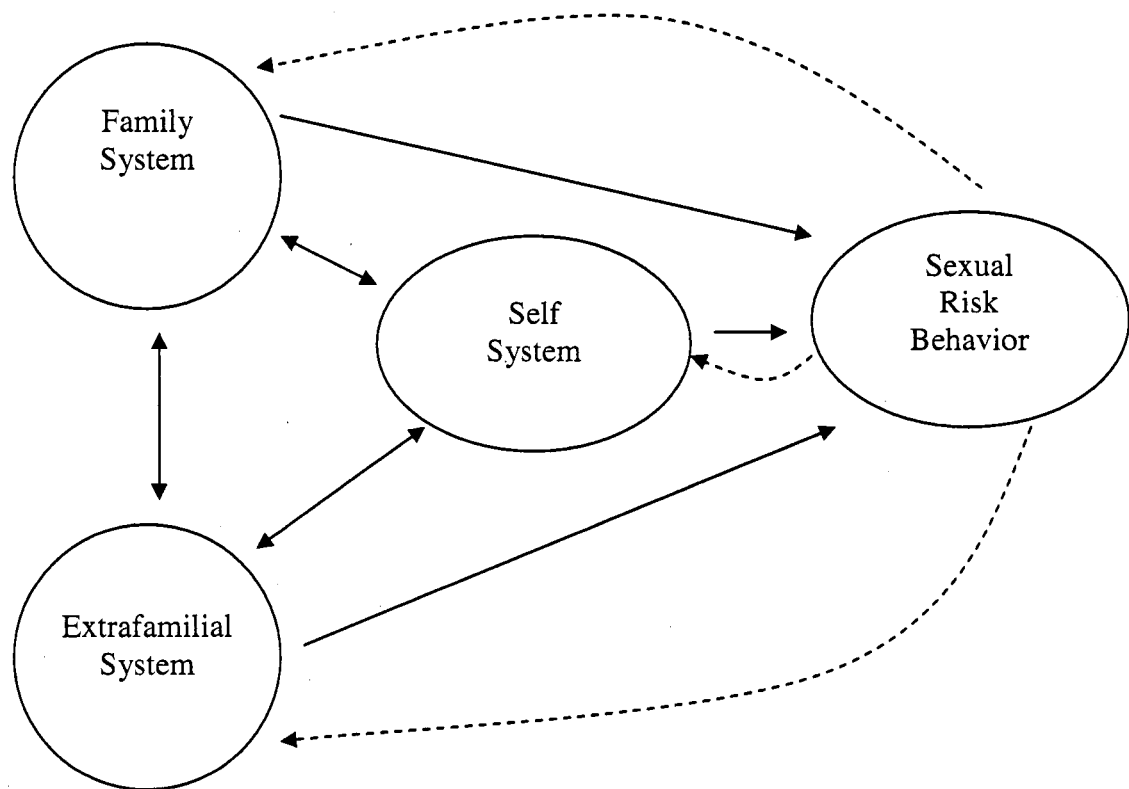 Family
System
Self
System
Sexual
Risk
Behavior
Extrafamilial
System